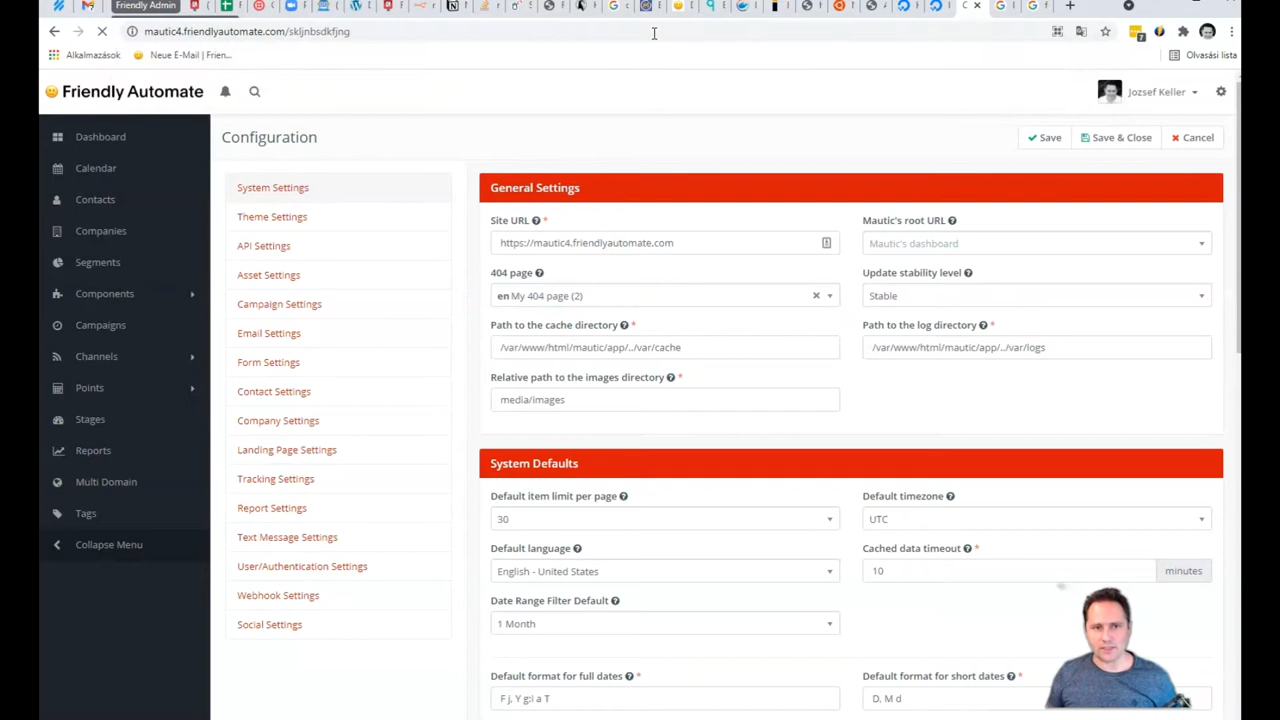 Friendly Admin
mautic4.friendlyautomate.com/skljnbsdkfjng
7
Alkalmazások
Neue E-Mail | Frien...
Olvasási lista
Friendly Automate
Jozsef Keller
Dashboard
Calendar
Contacts
Companies
Segments
Components
Campaigns
Channels
Points
Stages
Reports
Multi Domain
Tags
Collapse Menu
Configuration
Save
Save & Close
Cancel
System Settings
Theme Settings
API Settings
Asset Settings
Campaign Settings
Email Settings
Form Settings
Contact Settings
Company Settings
Landing Page Settings
Tracking Settings
Report Settings
Text Message Settings
User/Authentication Settings
Webhook Settings
Social Settings
General Settings
Site URL *
https://mautic4.friendlyautomate.com
Mautic's root URL
Mautic's dashboard
404 page
en My 404 page (2)
Update stability level
Stable
Path to the cache directory *
/var/www/html/mautic/app/../var/cache
Path to the log directory *
/var/www/html/mautic/app/../var/logs
Relative path to the images directory *
media/images
System Defaults
Default item limit per page
30
Default timezone
UTC
Default language
English - United States
Cached data timeout *
10 minutes
Date Range Filter Default
1 Month
Default format for full dates *
F j, Y g:i a T
Default format for short dates *
D, M d